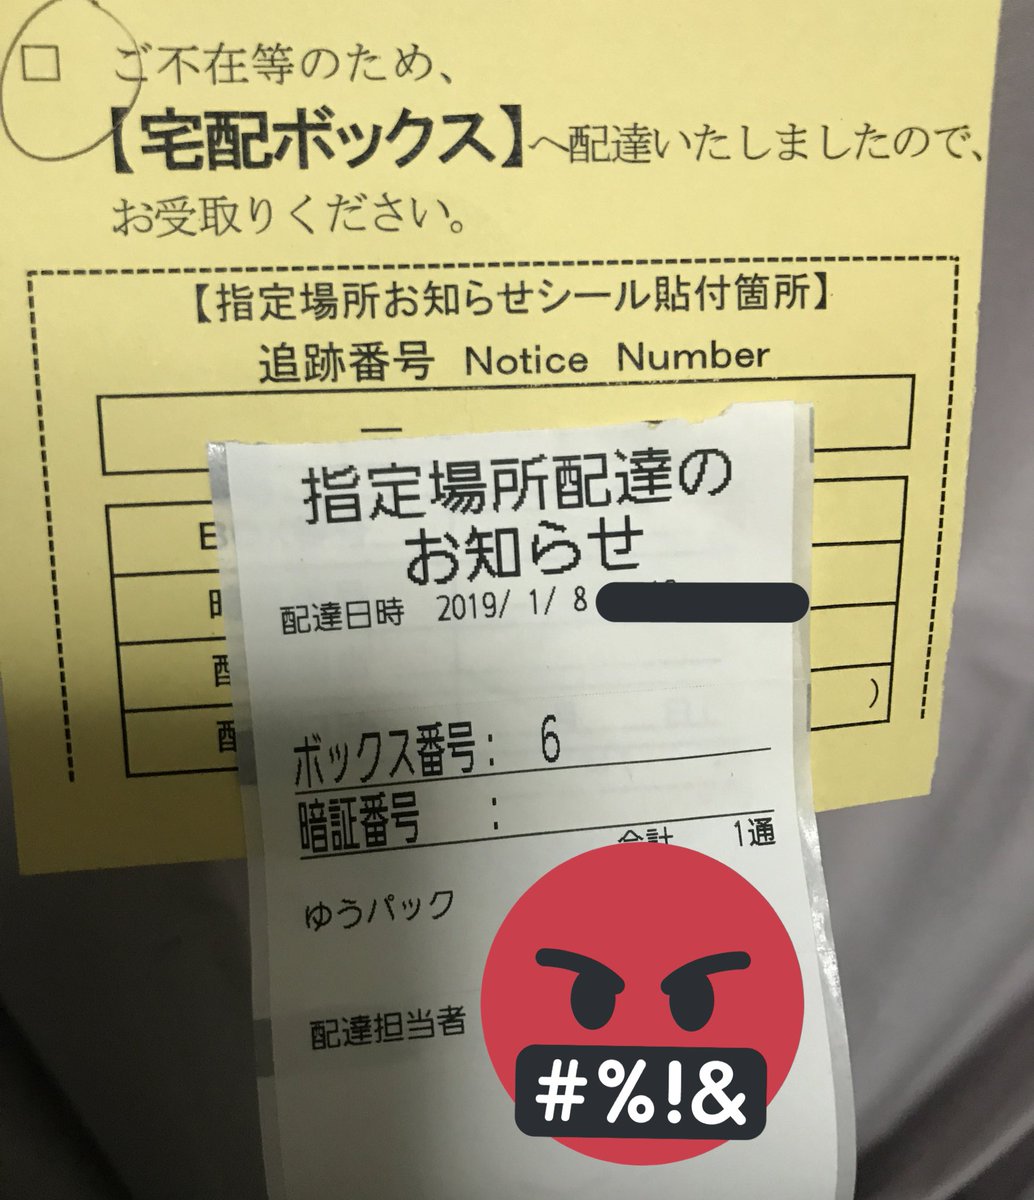 □ ご不在等のため、
【宅配ボックス】へ配達いたしましたので、
お受取りください。
【指定場所お知らせシール貼付箇所】
追跡番号 Notice Number
指定場所配達の
お知らせ
配達日時 2019/ 1/ 8
ボックス番号: 6
暗証番号 :
合計 1通
ゆうパック
配達担当者
#%!&